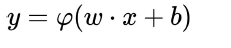 y = φ(w · x + b)